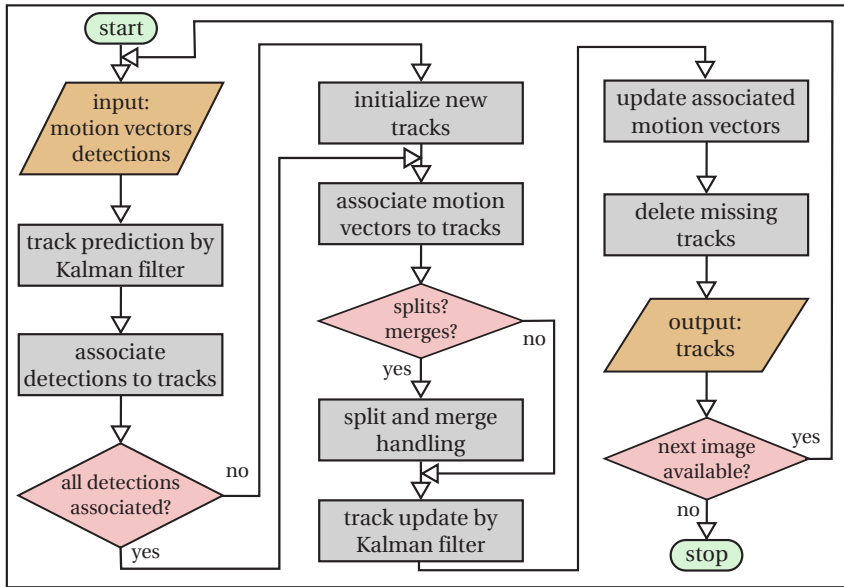 start
input:
motion vectors
detections
track prediction by
Kalman filter
associate
detections to tracks
all detections
associated?
no
yes
initialize new
tracks
associate motion
vectors to tracks
splits?
merges?
no
yes
split and merge
handling
track update by
Kalman filter
update associated
motion vectors
delete missing
tracks
output:
tracks
next image
available?
yes
no
stop